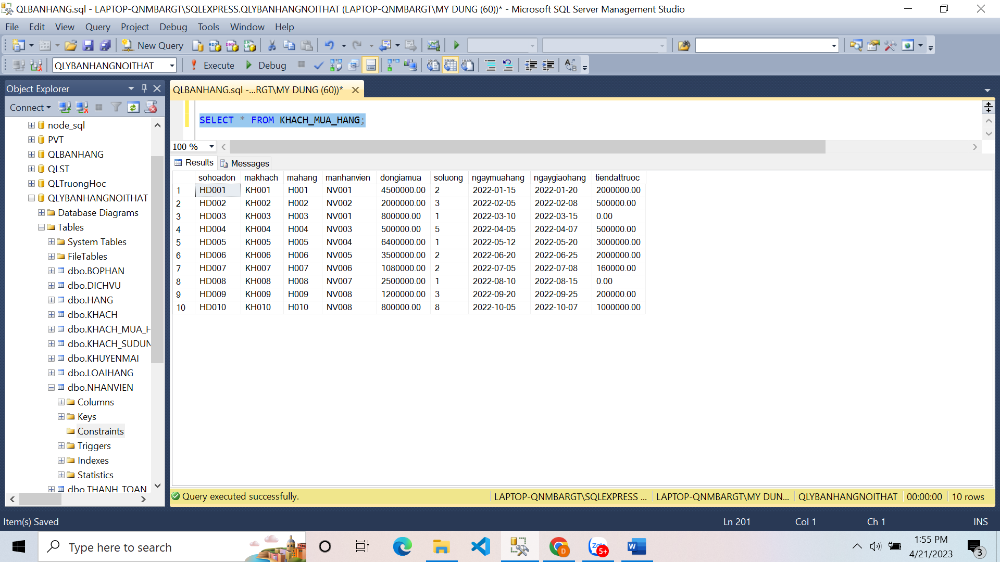 QLBANHANG.sql - LAPTOP-QNMBARGT\SQLEXPRESS.QLYBANHANGNOITHAT (LAPTOP-QNMBARGT\MY DUNG (60))* - Microsoft SQL Server Management Studio
File Edit View Query Project Debug Tools Window Help
New Query
QLYBANHANGNOITHAT Execute Debug
Object Explorer
Connect
node_sql
PVT
QLBANHANG
QLST
QLTruongHoc
QLYBANHANGNOITHAT
Database Diagrams
Tables
System Tables
FileTables
dbo.BOPHAN
dbo.DICHVU
dbo.HANG
dbo.KHACH
dbo.KHACH_MUA_H
dbo.KHACH_SUDUN
dbo.KHUYENMAI
dbo.LOAIHANG
dbo.NHANVIEN
Columns
Keys
Constraints
Triggers
Indexes
Statistics
dbo.THANH_TOAN
QLBANHANG.sql -...RGT\MY DUNG (60))*
SELECT * FROM KHACH_MUA_HANG;
100 %
Results Messages
sohoadon makhach mahang manhanvien dongiamua soluong ngaymuahang ngaygiaohang tiendattruoc
1 HD001 KH001 H001 NV001 4500000.00 2 2022-01-15 2022-01-20 2000000.00
2 HD002 KH002 H002 NV002 2000000.00 3 2022-02-05 2022-02-08 500000.00
3 HD003 KH003 H003 NV001 800000.00 1 2022-03-10 2022-03-15 0.00
4 HD004 KH004 H004 NV003 500000.00 5 2022-04-05 2022-04-07 500000.00
5 HD005 KH005 H005 NV004 6400000.00 1 2022-05-12 2022-05-20 3000000.00
6 HD006 KH006 H006 NV005 3500000.00 2 2022-06-20 2022-06-25 2000000.00
7 HD007 KH007 H007 NV006 1080000.00 2 2022-07-05 2022-07-08 160000.00
8 HD008 KH008 H008 NV007 2500000.00 1 2022-08-10 2022-08-15 0.00
9 HD009 KH009 H009 NV008 1200000.00 3 2022-09-20 2022-09-25 200000.00
10 HD010 KH010 H010 NV008 800000.00 8 2022-10-05 2022-10-07 1000000.00
Query executed successfully. LAPTOP-QNMBARGT\SQLEXPRESS ... LAPTOP-QNMBARGT\MY DUN... QLYBANHANGNOITHAT 00:00:00 10 rows
Item(s) Saved Ln 201 Col 1 Ch 1 INS
Type here to search
D
Zalo
5+
W
1:55 PM
4/21/2023
3